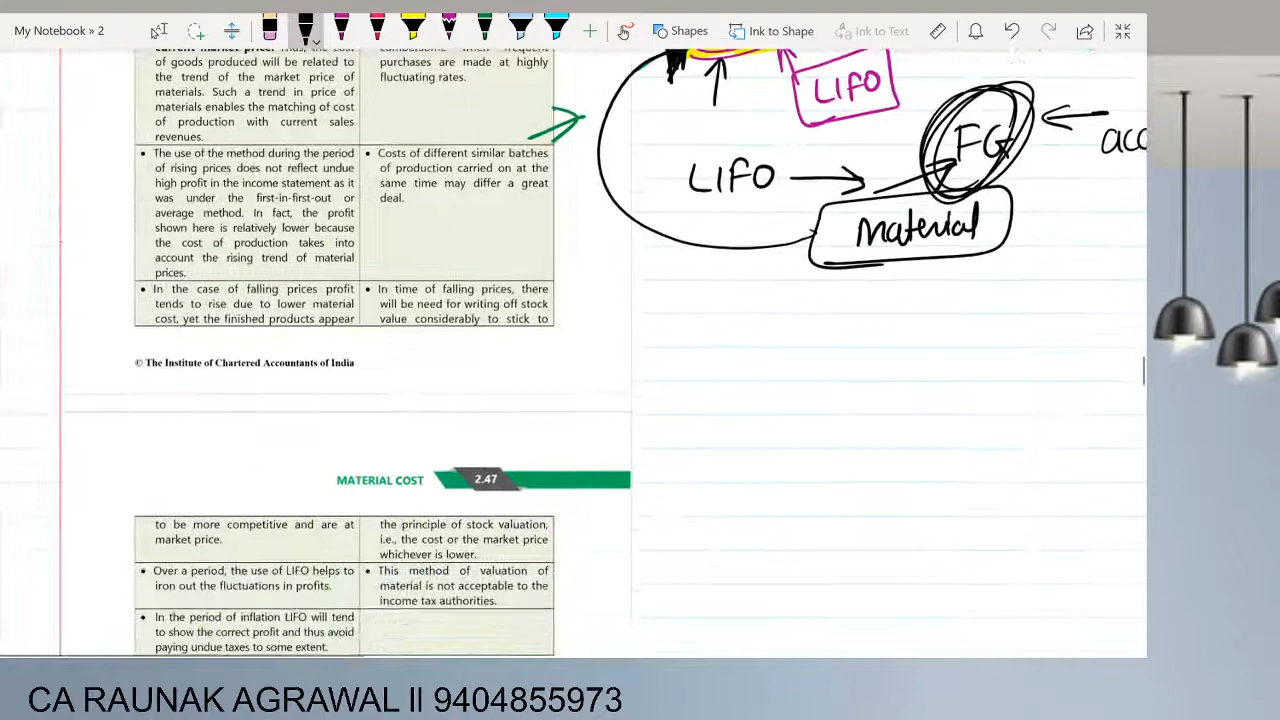 My Notebook » 2
Shapes
Ink to Shape
Ink to Text
current market price. Thus, the cost
of goods produced will be related to
the trend of the market price of
materials. Such a trend in price of
materials enables the matching of cost
of production with current sales
revenues.
cumbersome when frequent
purchases are made at highly
fluctuating rates.
• The use of the method during the period
of rising prices does not reflect undue
high profit in the income statement as it
was under the first-in-first-out or
average method. In fact, the profit
shown here is relatively lower because
the cost of production takes into
account the rising trend of material
prices.
• Costs of different similar batches
of production carried on at the
same time may differ a great
deal.
• In the case of falling prices profit
tends to rise due to lower material
cost, yet the finished products appear
• In time of falling prices, there
will be need for writing off stock
value considerably to stick to
© The Institute of Chartered Accountants of India
LIFO
FG
acc
LIFO
Material
MATERIAL COST
2.47
to be more competitive and are at
market price.
the principle of stock valuation,
i.e., the cost or the market price
whichever is lower.
• Over a period, the use of LIFO helps to
iron out the fluctuations in profits.
• This method of valuation of
material is not acceptable to the
income tax authorities.
• In the period of inflation LIFO will tend
to show the correct profit and thus avoid
paying undue taxes to some extent.
CA RAUNAK AGRAWAL II 9404855973